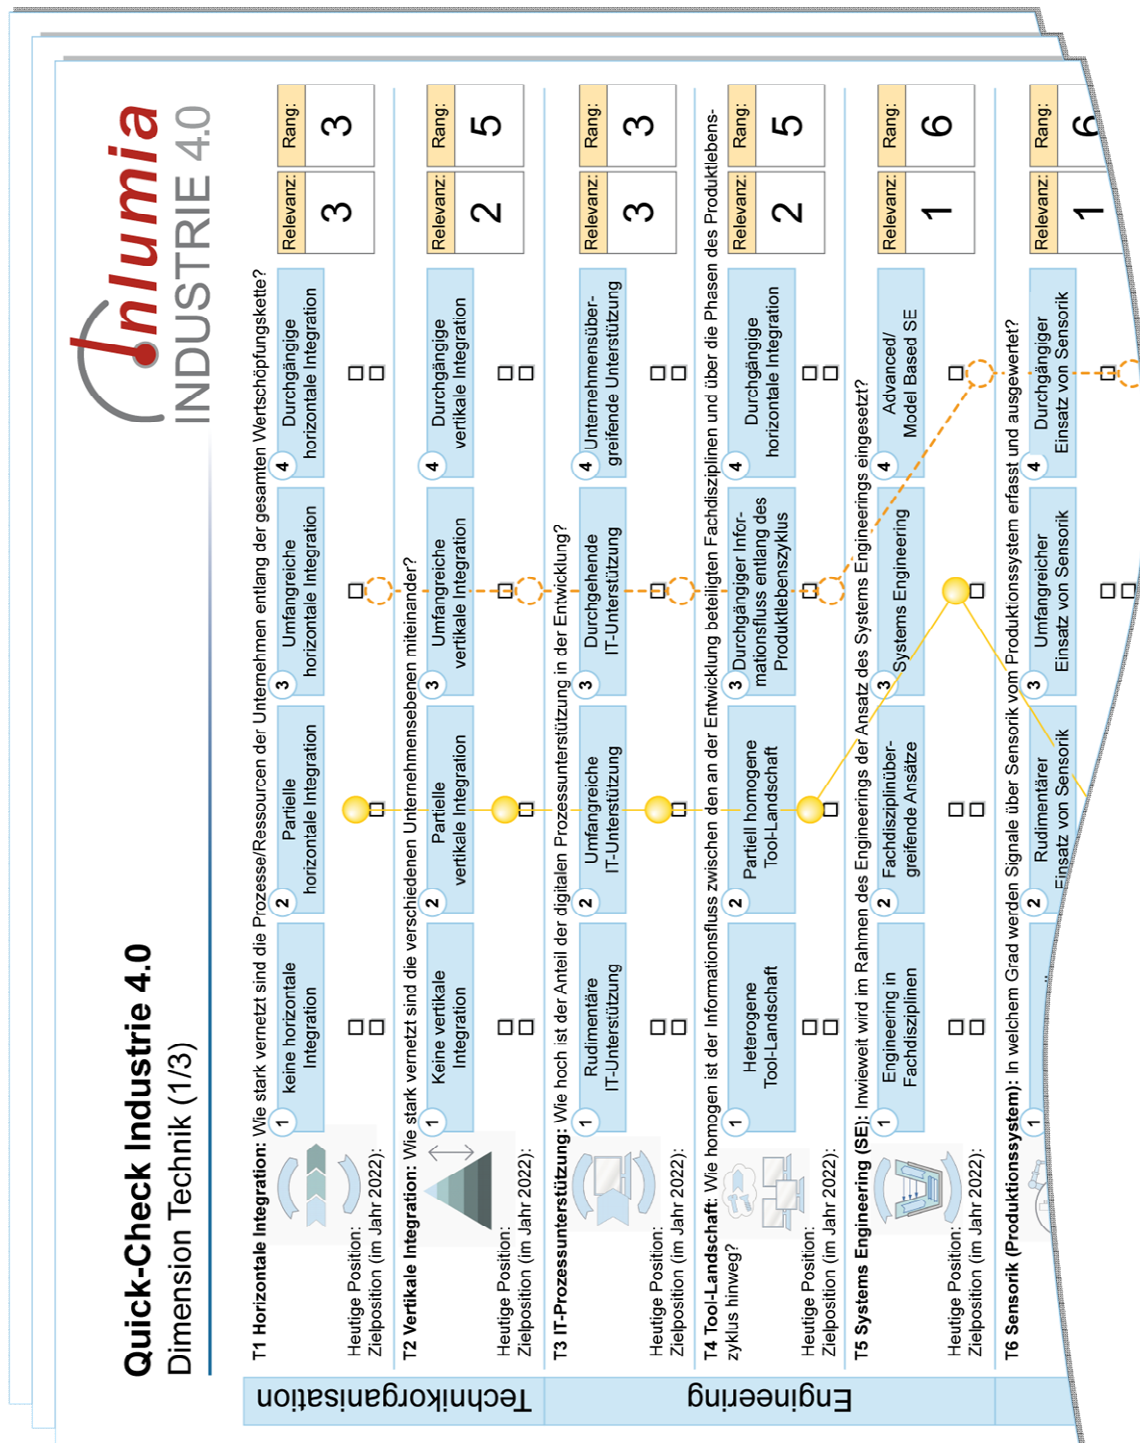 Quick-Check Industrie 4.0
Dimension Technik (1/3)
Inlumia
INDUSTRIE 4.0
Technikorganisation
T1 Horizontale Integration: Wie stark vernetzt sind die Prozesse/Ressourcen der Unternehmen entlang der gesamten Wertschöpfungskette?
1
keine horizontale
Integration
2
Partielle
horizontale Integration
3
Umfangreiche
horizontale Integration
4
Durchgängige
horizontale Integration
Relevanz:
3
Rang:
3
Heutige Position:
Zielposition (im Jahr 2022):
T2 Vertikale Integration: Wie stark vernetzt sind die verschiedenen Unternehmensebenen miteinander?
1
Keine vertikale
Integration
2
Partielle
vertikale Integration
3
Umfangreiche
vertikale Integration
4
Durchgängige
vertikale Integration
Relevanz:
2
Rang:
5
Heutige Position:
Zielposition (im Jahr 2022):
Engineering
T3 IT-Prozessunterstützung: Wie hoch ist der Anteil der digitalen Prozessunterstützung in der Entwicklung?
1
Rudimentäre
IT-Unterstützung
2
Umfangreiche
IT-Unterstützung
3
Durchgehende
IT-Unterstützung
4
Unternehmensüber-
greifende Unterstützung
Relevanz:
3
Rang:
3
Heutige Position:
Zielposition (im Jahr 2022):
T4 Tool-Landschaft: Wie homogen ist der Informationsfluss zwischen den an der Entwicklung beteiligten Fachdisziplinen und über die Phasen des Produktlebens-
zyklus hinweg?
1
Heterogene
Tool-Landschaft
2
Partiell homogene
Tool-Landschaft
3
Durchgängiger Infor-
mationsfluss entlang des
Produktlebenszyklus
4
Durchgängige
horizontale Integration
Relevanz:
2
Rang:
5
Heutige Position:
Zielposition (im Jahr 2022):
T5 Systems Engineering (SE): Inwieweit wird im Rahmen des Engineerings der Ansatz des Systems Engineerings eingesetzt?
1
Engineering in
Fachdisziplinen
2
Fachdisziplinüber-
greifende Ansätze
3
Systems Engineering
4
Advanced/
Model Based SE
Relevanz:
1
Rang:
6
Heutige Position:
Zielposition (im Jahr 2022):
T6 Sensorik (Produktionssystem): In welchem Grad werden Signale über Sensorik vom Produktionssystem erfasst und ausgewertet?
1
2
Rudimentärer
Einsatz von Sensorik
3
Umfangreicher
Einsatz von Sensorik
4
Durchgängiger
Einsatz von Sensorik
Relevanz:
1
Rang:
6